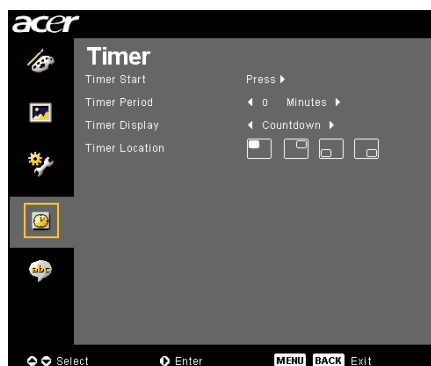 acer
Timer
Timer Start Press
Timer Period 0 Minutes
Timer Display Countdown
Timer Location
abc
Select Enter MENU BACK Exit